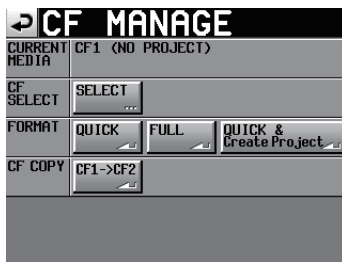 CF MANAGE
CURRENT MEDIA CF1 (NO PROJECT)
CF SELECT SELECT ...
FORMAT QUICK FULL QUICK & Create Project
CF COPY CF1->CF2